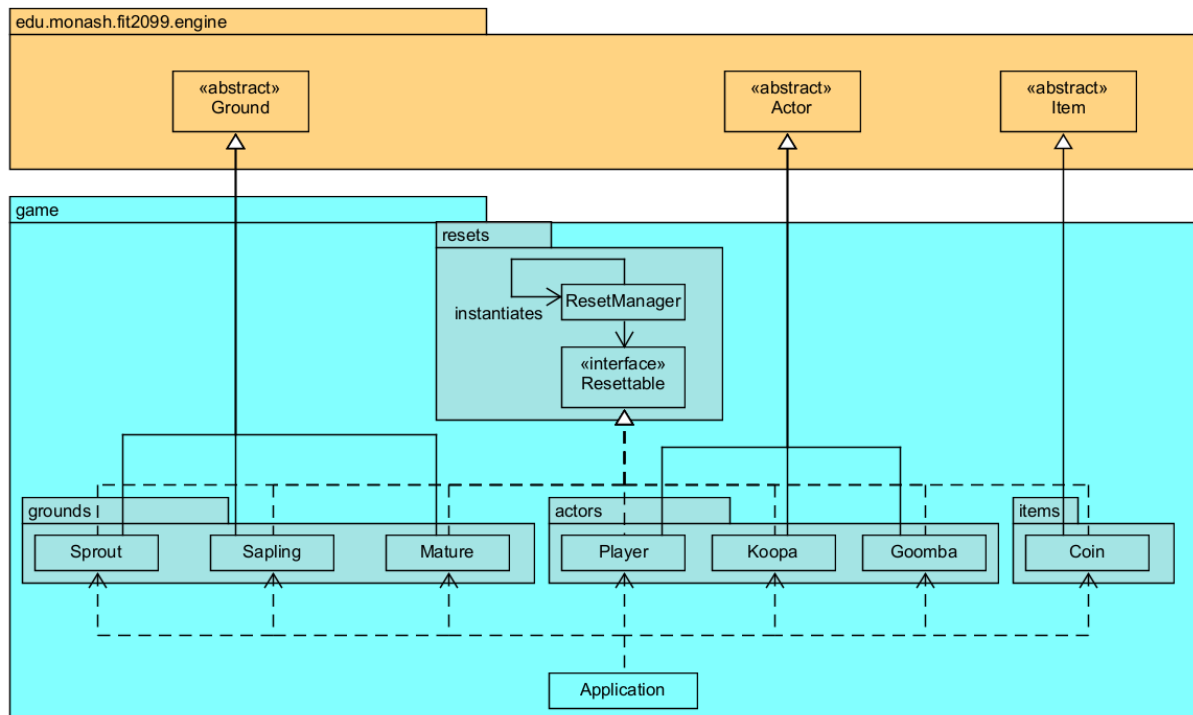 edu.monash.fit2099.engine
«abstract»
Ground
«abstract»
Actor
«abstract»
Item
game
resets
ResetManager
instantiates
«interface»
Resettable
grounds
actors
items
Sprout
Sapling
Mature
Player
Koopa
Goomba
Coin
Application